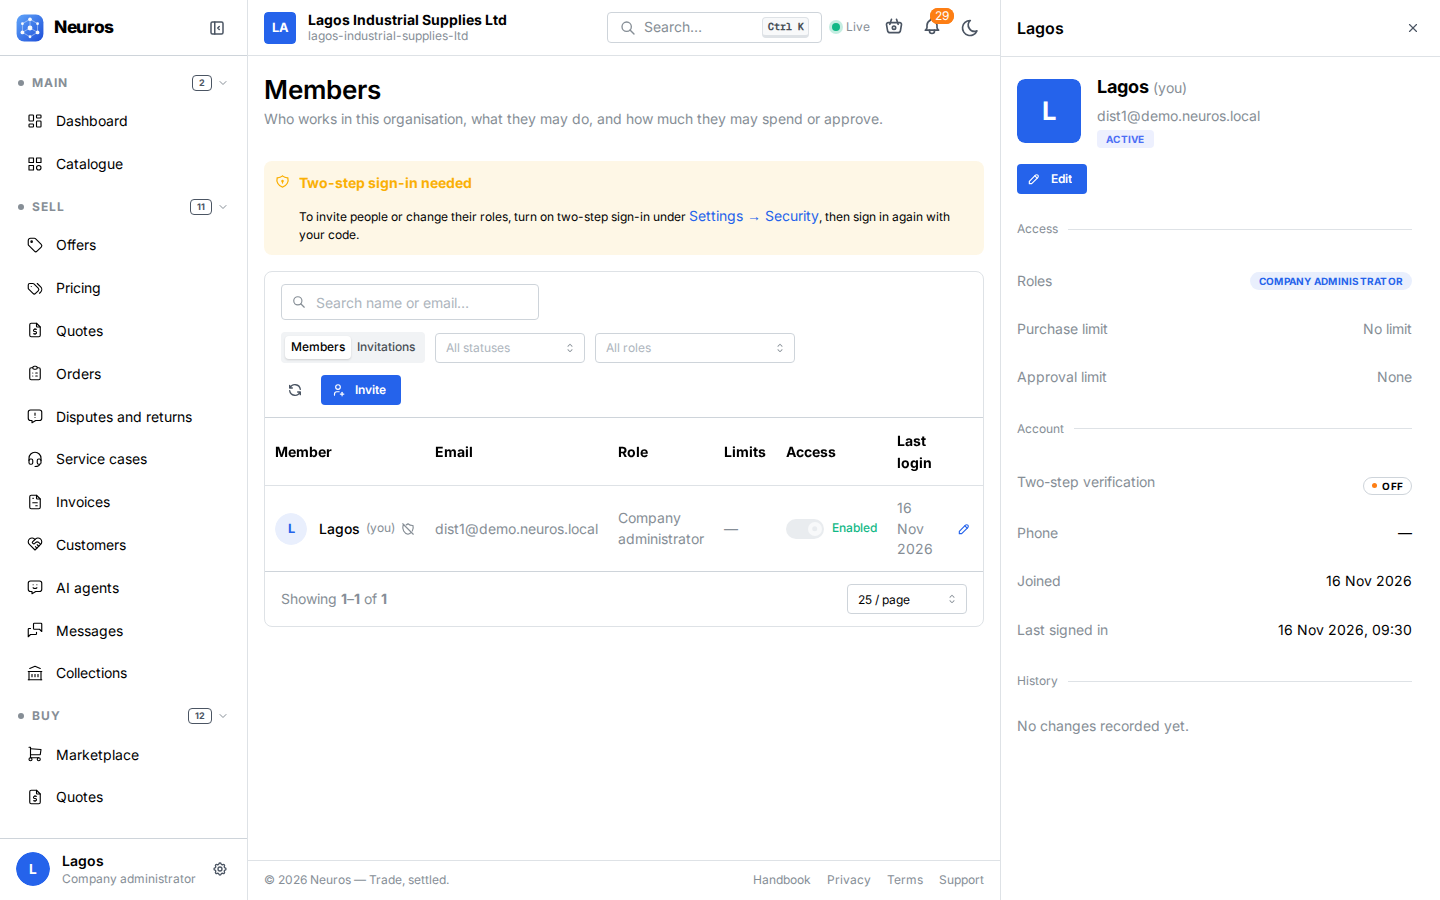 Neuros
MAIN
2
Dashboard
Catalogue
SELL
11
Offers
Pricing
Quotes
Orders
Disputes and returns
Service cases
Invoices
Customers
AI agents
Messages
Collections
BUY
12
Marketplace
Quotes
L
Lagos
Company administrator
LA
Lagos Industrial Supplies Ltd
lagos-industrial-supplies-ltd
Search...
Ctrl K
Live
29
Members
Who works in this organisation, what they may do, and how much they may spend or approve.
Two-step sign-in needed
To invite people or change their roles, turn on two-step sign-in under Settings → Security, then sign in again with
your code.
Search name or email...
Members
Invitations
All statuses
All roles
Invite
Member Email Role Limits Access Last
login
L Lagos (you) dist1@demo.neuros.local Company
administrator — Enabled 16
Nov
2026
Showing 1–1 of 1
25 / page
© 2026 Neuros — Trade, settled.
Handbook Privacy Terms Support
Lagos
L
Lagos (you)
dist1@demo.neuros.local
ACTIVE
Edit
Access
Roles COMPANY ADMINISTRATOR
Purchase limit No limit
Approval limit None
Account
Two-step verification OFF
Phone —
Joined 16 Nov 2026
Last signed in 16 Nov 2026, 09:30
History
No changes recorded yet.